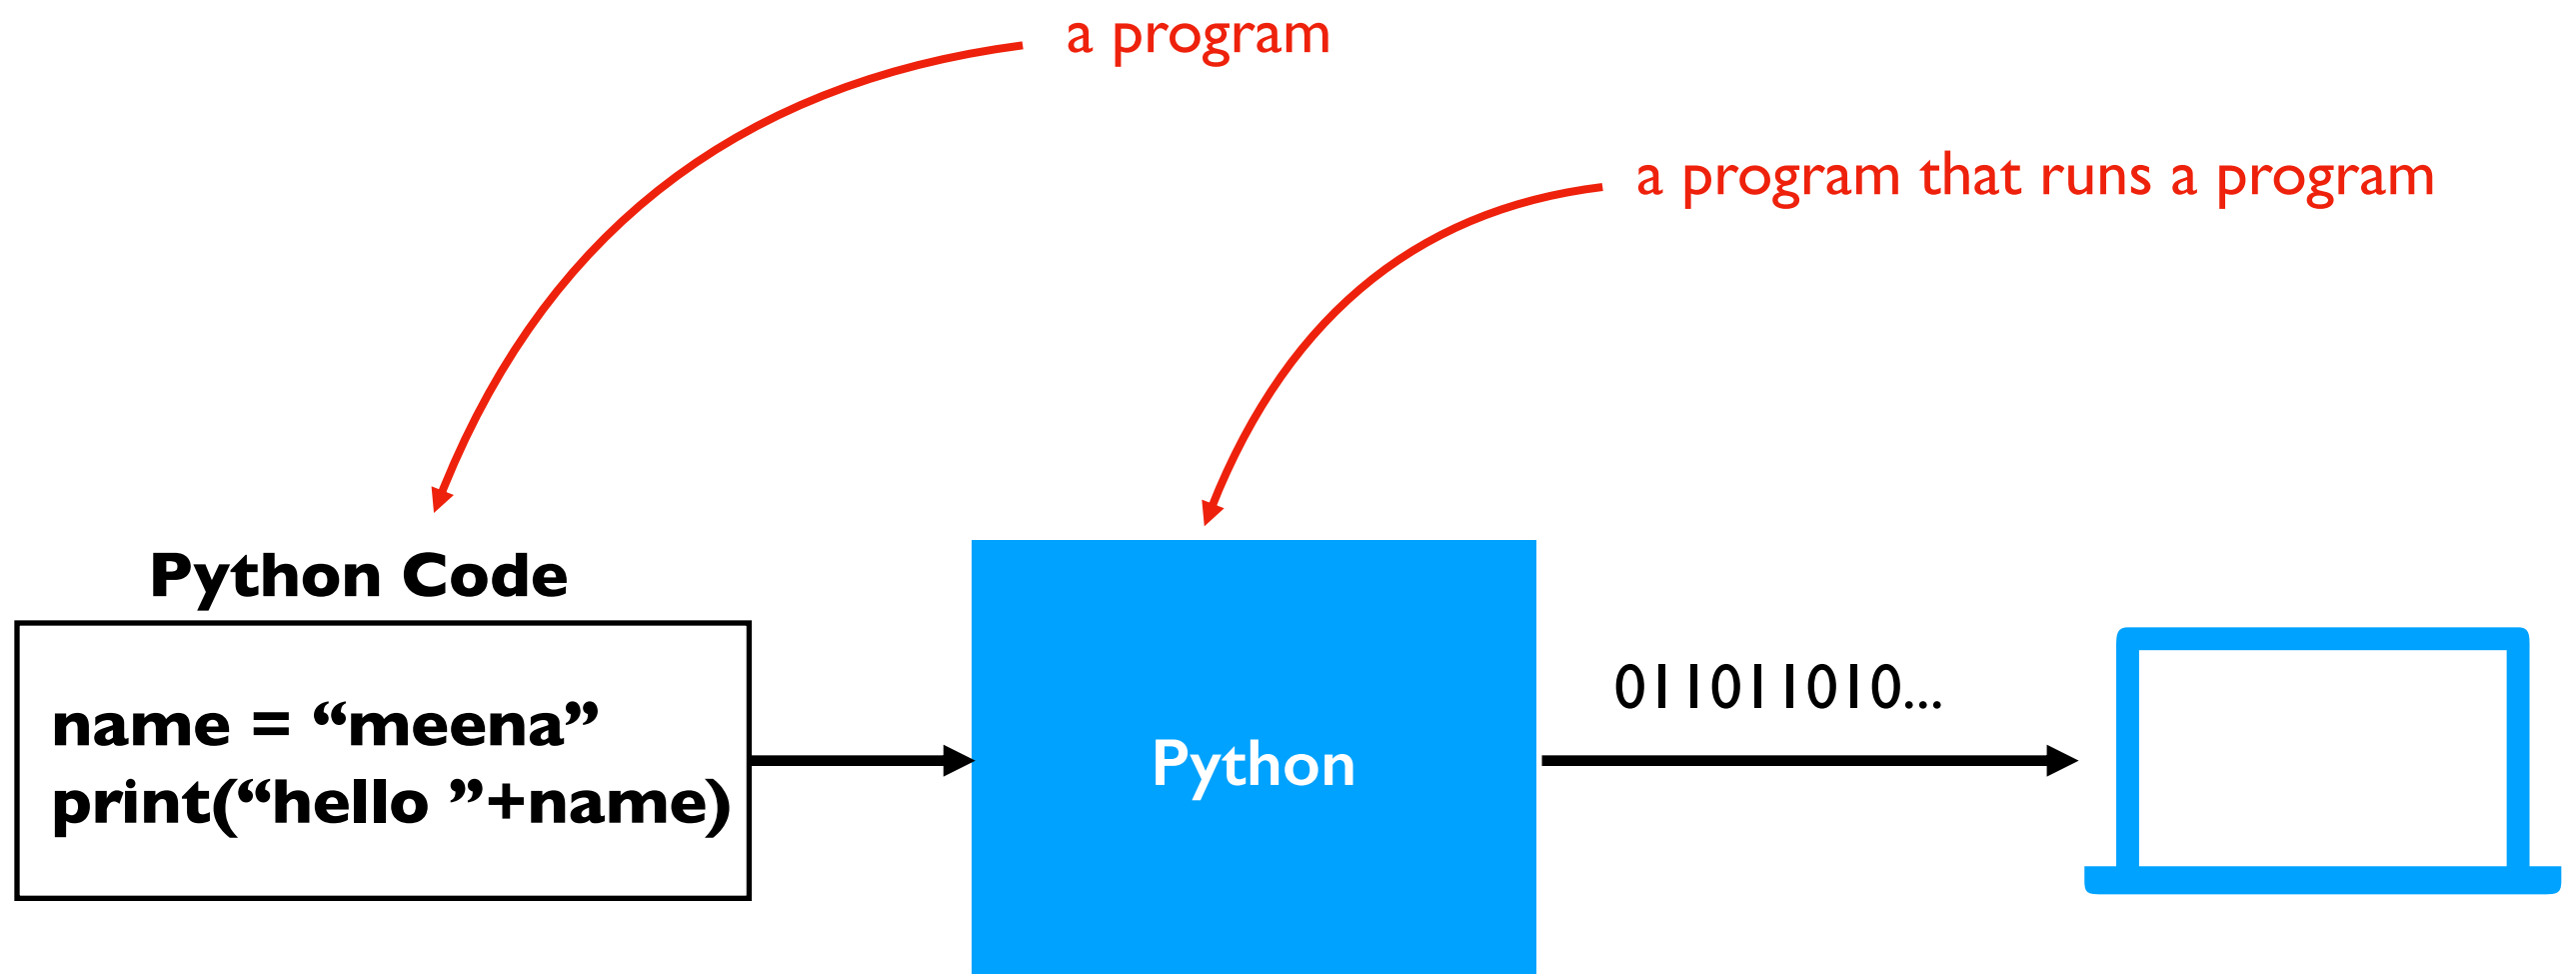 a program
a program that runs a program
Python Code
name = “meena”
print(“hello ”+name)
Python
011011010...